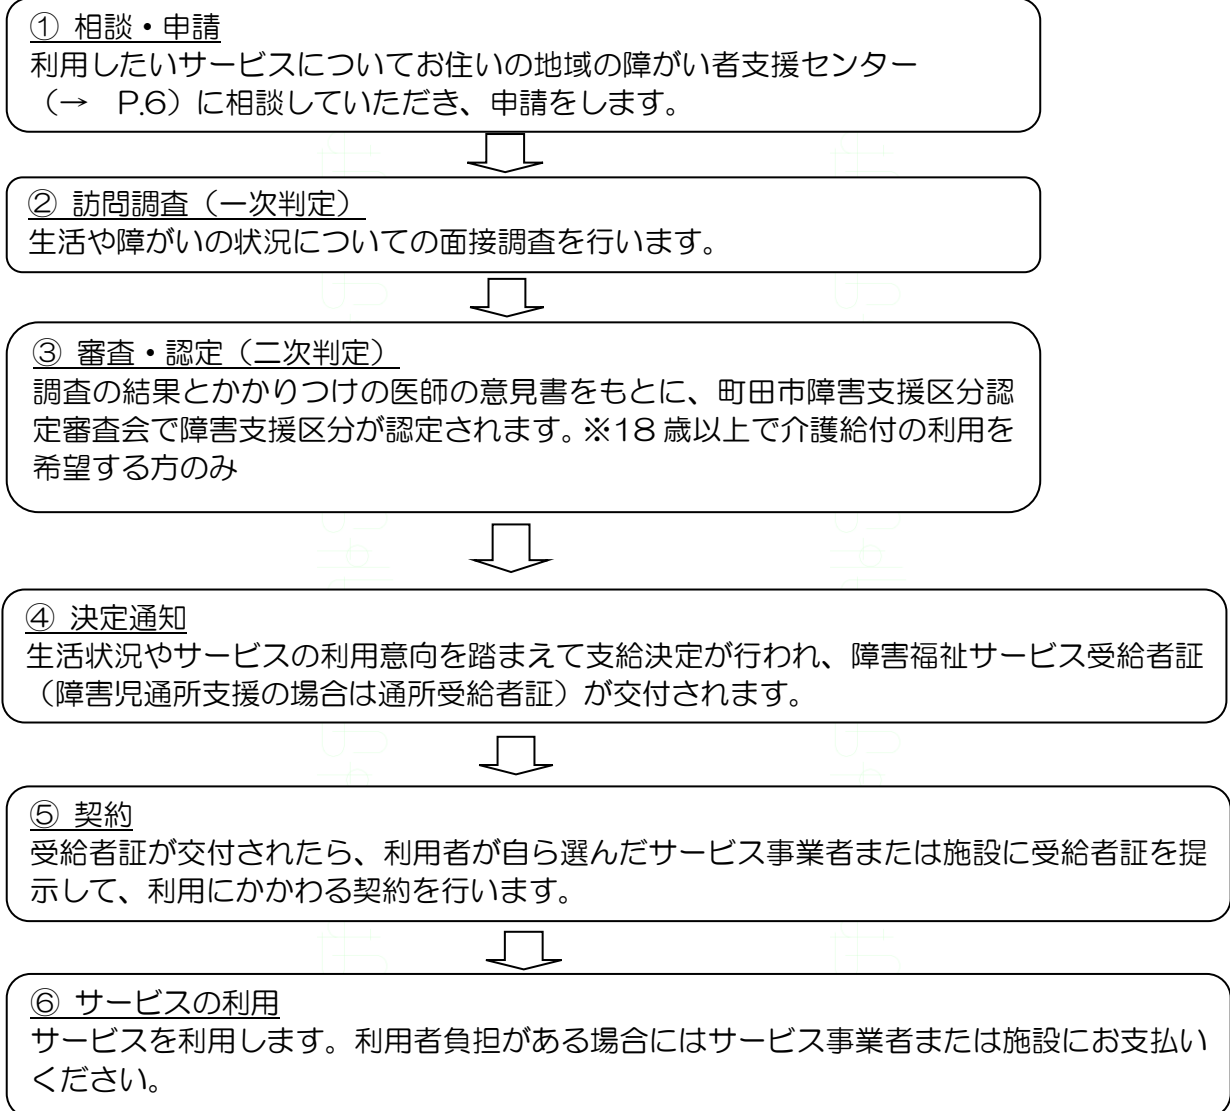 ① 相談・申請
利用したいサービスについてお住いの地域の障がい者支援センター
（→　P.6）に相談していただき、申請をします。
② 訪問調査（一次判定）
生活や障がいの状況についての面接調査を行います。
③ 審査・認定（二次判定）
調査の結果とかかりつけの医師の意見書をもとに、町田市障害支援区分認
定審査会で障害支援区分が認定されます。※18 歳以上で介護給付の利用を
希望する方のみ
④ 決定通知
生活状況やサービスの利用意向を踏まえて支給決定が行われ、障害福祉サービス受給者証
（障害児通所支援の場合は通所受給者証）が交付されます。
⑤ 契約
受給者証が交付されたら、利用者が自ら選んだサービス事業者または施設に受給者証を提
示して、利用にかかわる契約を行います。
⑥ サービスの利用
サービスを利用します。利用者負担がある場合にはサービス事業者または施設にお支払い
ください。